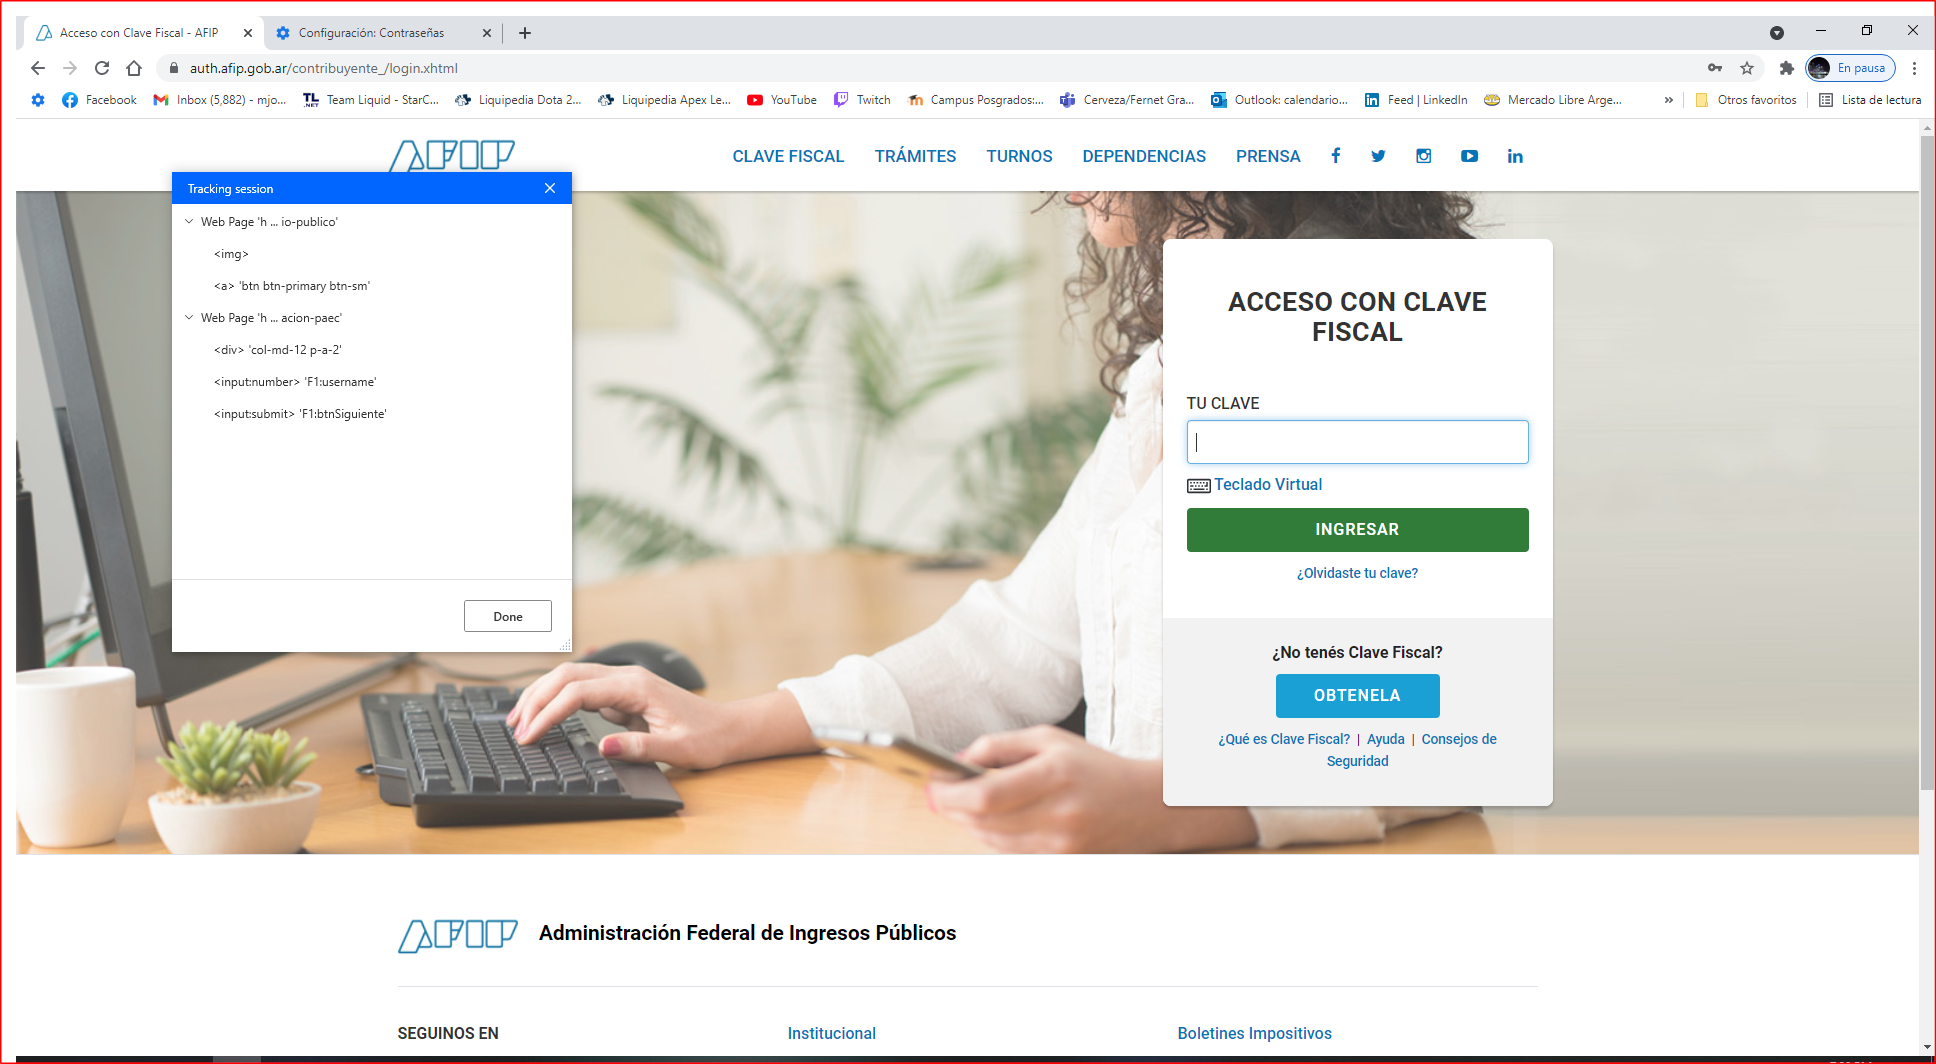 Acceso con Clave Fiscal - AFIP
Configuración: Contraseñas
auth.afip.gob.ar/contribuyente_/login.xhtml
En pausa
Facebook
Inbox (5,882) - mjo...
TL .NET Team Liquid - StarC...
Liquipedia Dota 2...
Liquipedia Apex Le...
YouTube
Twitch
Campus Posgrados:...
Cerveza/Fernet Gra...
Outlook: calendario...
Feed | LinkedIn
Mercado Libre Arge...
»
Otros favoritos
Lista de lectura
AFIP
CLAVE FISCAL
TRÁMITES
TURNOS
DEPENDENCIAS
PRENSA
Tracking session
Web Page 'h ... io-publico'
<img>
<a> 'btn btn-primary btn-sm'
Web Page 'h ... acion-paec'
<div> 'col-md-12 p-a-2'
<input:number> 'F1:username'
<input:submit> 'F1:btnSiguiente'
Done
ACCESO CON CLAVE
FISCAL
TU CLAVE
Teclado Virtual
INGRESAR
¿Olvidaste tu clave?
¿No tenés Clave Fiscal?
OBTENELA
¿Qué es Clave Fiscal? | Ayuda | Consejos de
Seguridad
AFIP
Administración Federal de Ingresos Públicos
SEGUINOS EN
Institucional
Boletines Impositivos